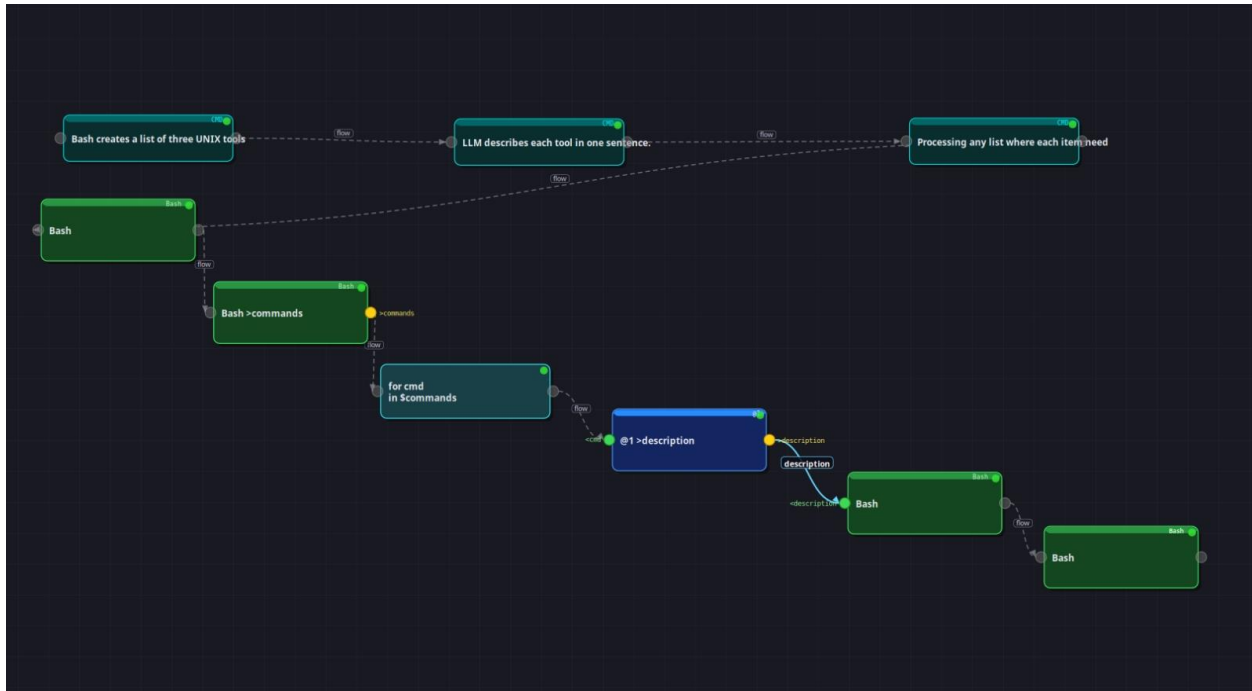 CMD
Bash creates a list of three UNIX tools
flow
CMD
LLM describes each tool in one sentence.
flow
CMD
Processing any list where each item need
flow
Bash
Bash
flow
Bash
Bash >commands
>commands
flow
for cmd
in $commands
flow
<cmd
@1 >description
>description
description
Bash
<description
Bash
flow
Bash
Bash